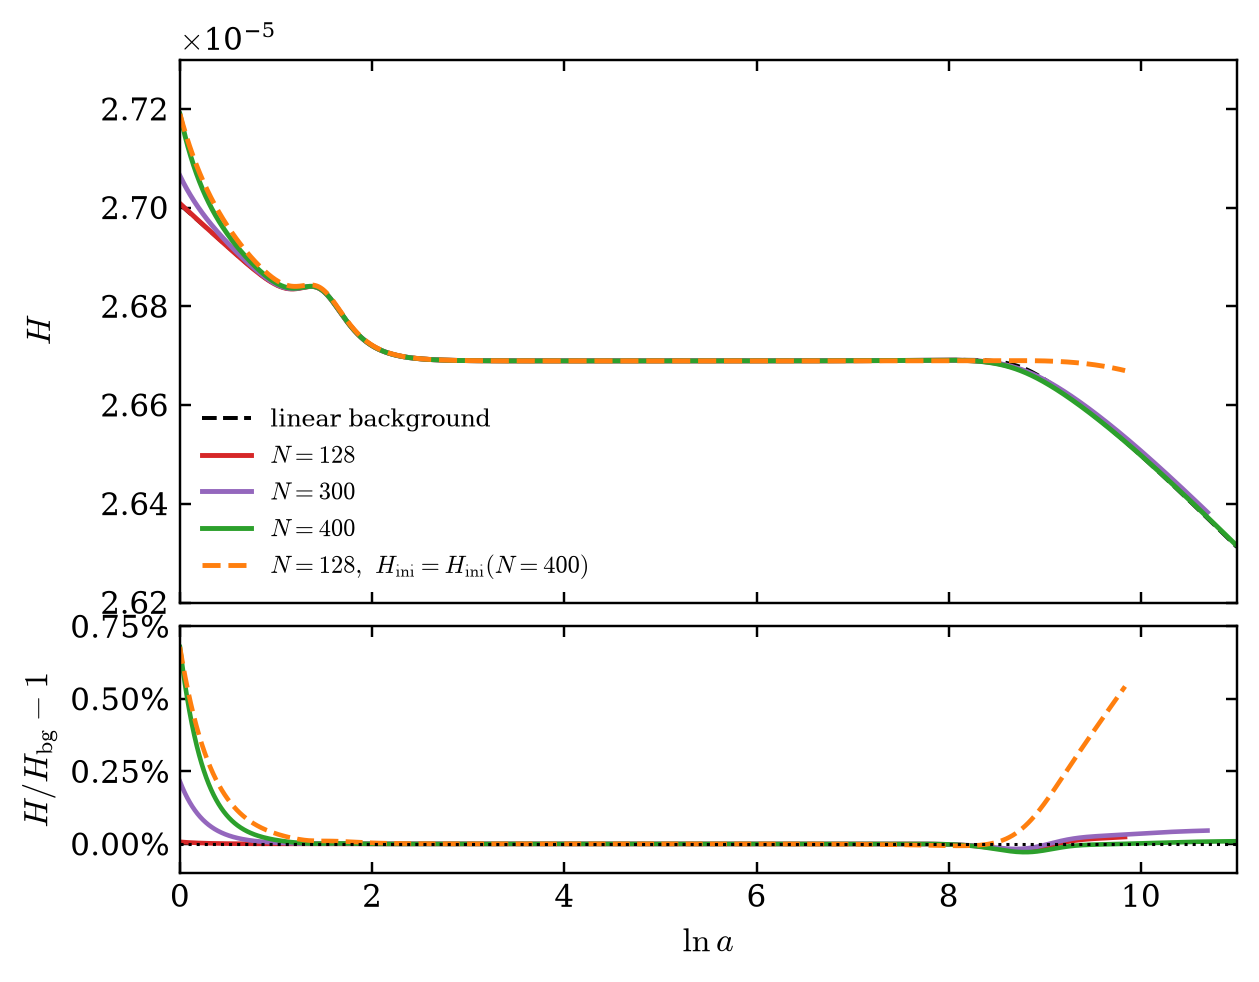 ×10⁻⁵
2.72
2.70
2.68
2.66
2.64
2.62
H
linear background
N = 128
N = 300
N = 400
N = 128, H_ini = H_ini(N = 400)
0.75%
0.50%
0.25%
0.00%
H/H_bg − 1
0 2 4 6 8 10
ln a